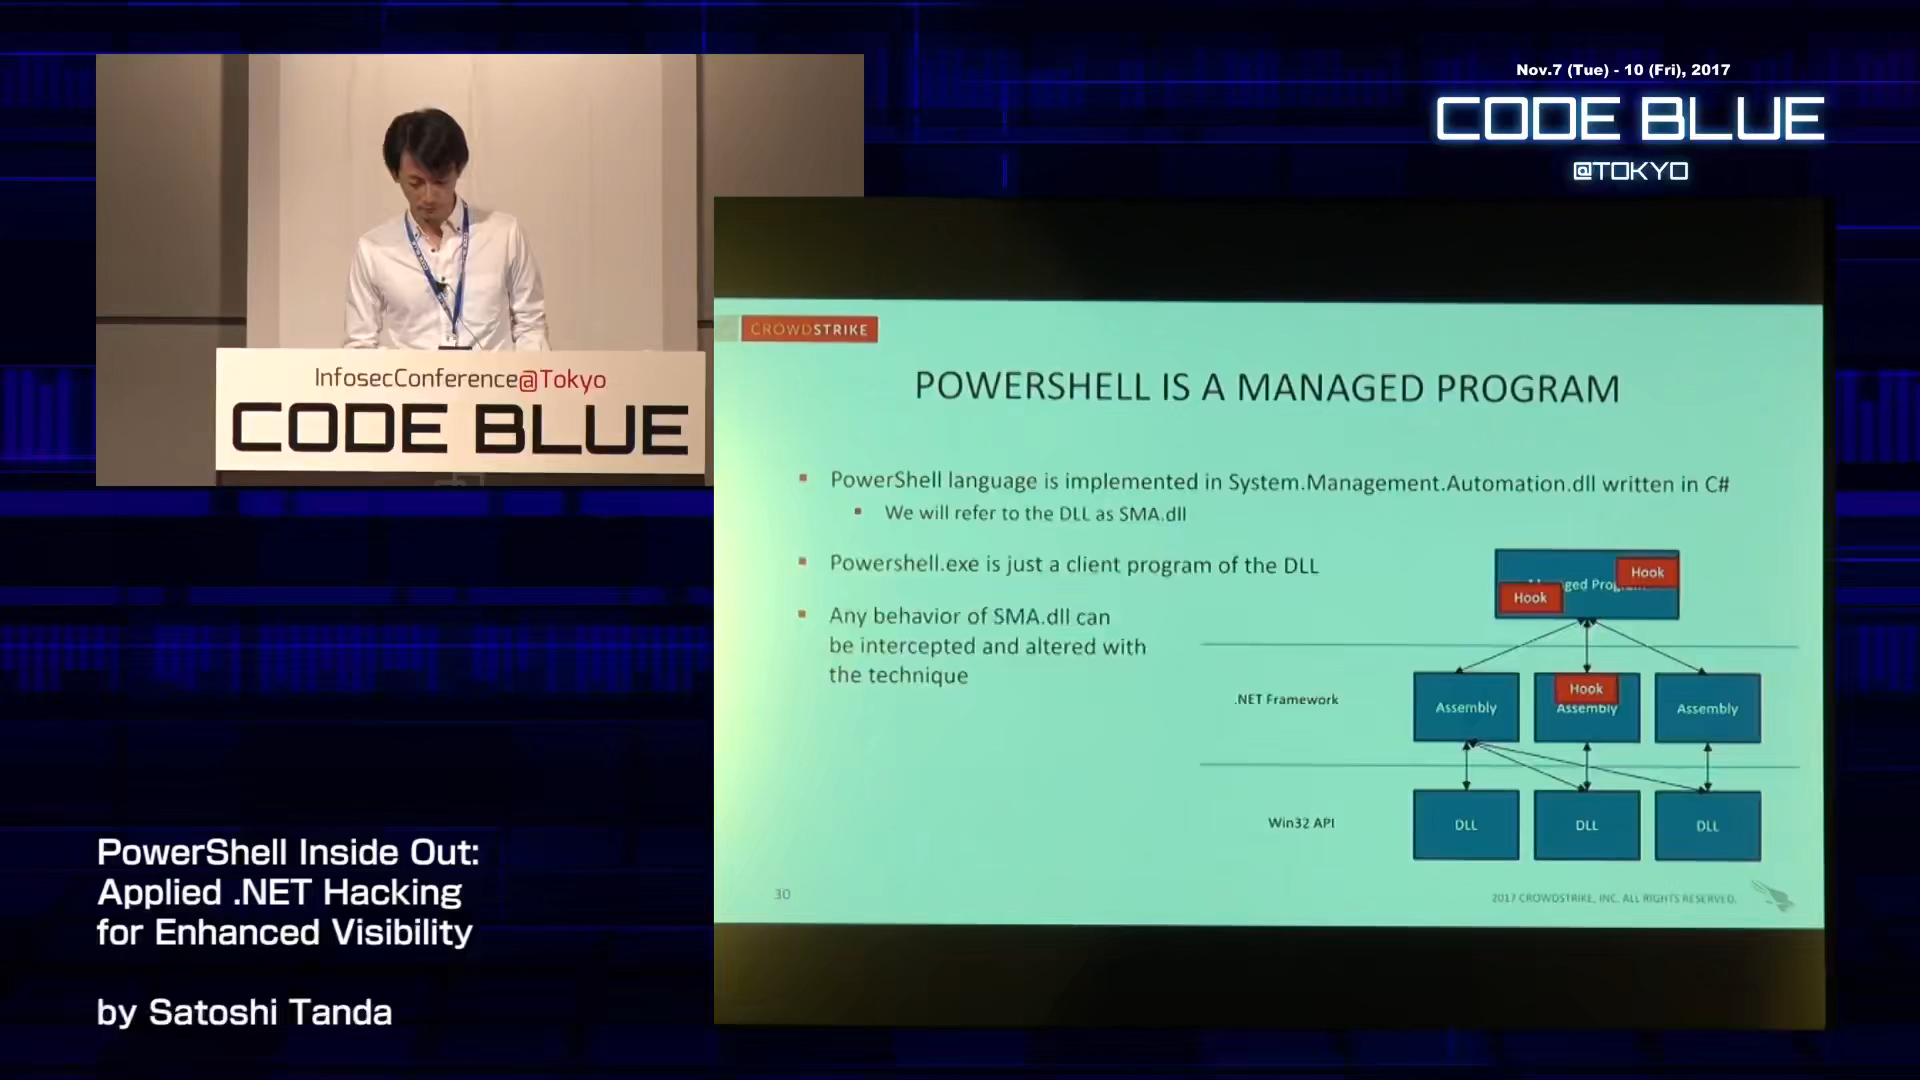 Nov.7 (Tue) - 10 (Fri), 2017
CODE BLUE
@TOKYO
InfosecConference@Tokyo
CODE BLUE
CROWDSTRIKE
POWERSHELL IS A MANAGED PROGRAM
PowerShell language is implemented in System.Management.Automation.dll written in C#
We will refer to the DLL as SMA.dll
Powershell.exe is just a client program of the DLL
Any behavior of SMA.dll can
be intercepted and altered with
the technique
Hook
Hook
.NET Framework
Assembly
Hook
Assembly
Assembly
Win32 API
DLL
DLL
DLL
30
2017 CROWDSTRIKE, INC. ALL RIGHTS RESERVED.
PowerShell Inside Out:
Applied .NET Hacking
for Enhanced Visibility
by Satoshi Tanda